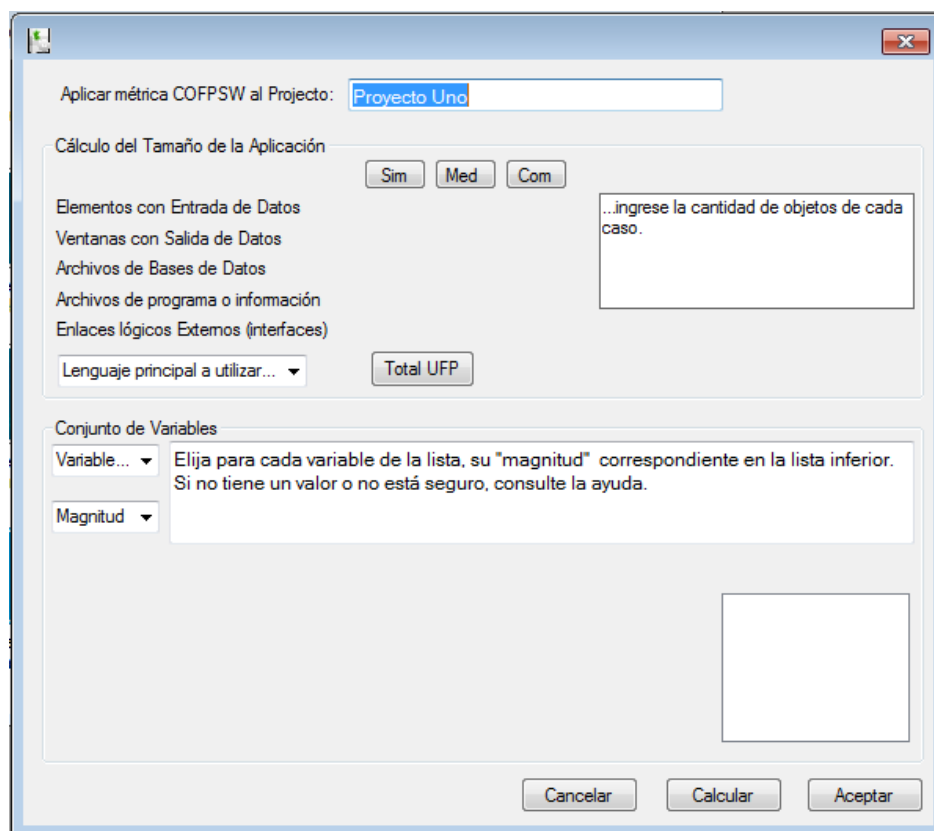 Aplicar métrica COFPSW al Projecto:
Proyecto Uno
Cálculo del Tamaño de la Aplicación
Sim
Med
Com
Elementos con Entrada de Datos
Ventanas con Salida de Datos
Archivos de Bases de Datos
Archivos de programa o información
Enlaces lógicos Externos (interfaces)
...ingrese la cantidad de objetos de cada
caso.
Lenguaje principal a utilizar...
Total UFP
Conjunto de Variables
Variable...
Magnitud
Elija para cada variable de la lista, su "magnitud" correspondiente en la lista inferior.
Si no tiene un valor o no está seguro, consulte la ayuda.
Cancelar
Calcular
Aceptar